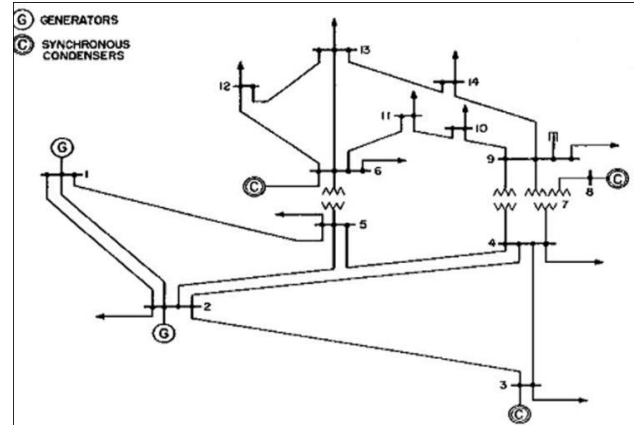 G GENERATORS
C SYNCHRONOUS
CONDENSERS
13
14
12
11
10
9
G
1
C
6
C
8
7
5
4
2
G
3
C